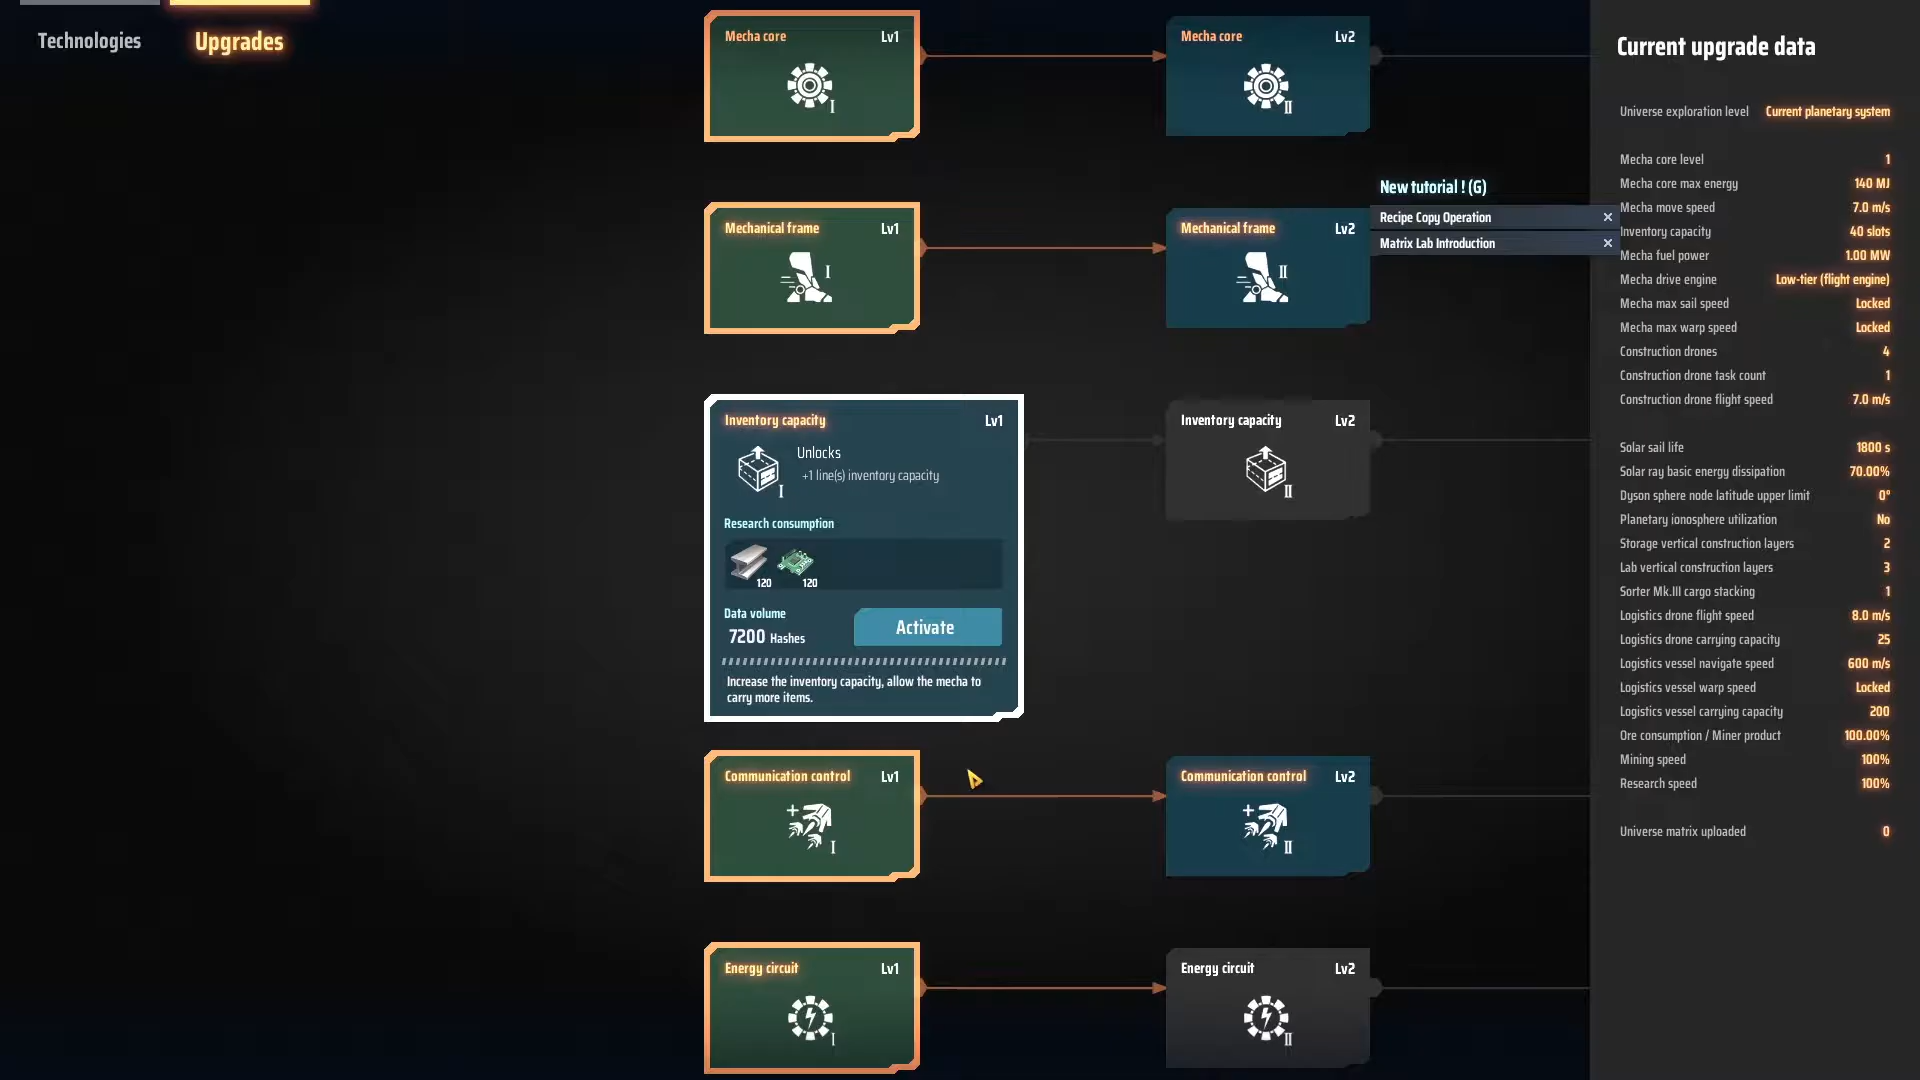 Technologies
Upgrades
Mecha core Lv1
I
Mecha core Lv2
II
Mechanical frame Lv1
I
Mechanical frame Lv2
II
New tutorial ! (G)
Recipe Copy Operation ×
Matrix Lab Introduction ×
Inventory capacity Lv1
Unlocks
+1 line(s) inventory capacity
I
Research consumption
120 120
Data volume
7200 Hashes
Activate
Increase the inventory capacity, allow the mecha to
carry more items.
Inventory capacity Lv2
II
Communication control Lv1
I
Communication control Lv2
II
Energy circuit Lv1
I
Energy circuit Lv2
II
Current upgrade data
Universe exploration level Current planetary system
Mecha core level 1
Mecha core max energy 140 MJ
Mecha move speed 7.0 m/s
Inventory capacity 40 slots
Mecha fuel power 1.00 MW
Mecha drive engine Low-tier (flight engine)
Mecha max sail speed Locked
Mecha max warp speed Locked
Construction drones 4
Construction drone task count 1
Construction drone flight speed 7.0 m/s
Solar sail life 1800 s
Solar ray basic energy dissipation 70.00%
Dyson sphere node latitude upper limit 0°
Planetary ionosphere utilization No
Storage vertical construction layers 2
Lab vertical construction layers 3
Sorter Mk.III cargo stacking 1
Logistics drone flight speed 8.0 m/s
Logistics drone carrying capacity 25
Logistics vessel navigate speed 600 m/s
Logistics vessel warp speed Locked
Logistics vessel carrying capacity 200
Ore consumption / Miner product 100.00%
Mining speed 100%
Research speed 100%
Universe matrix uploaded 0